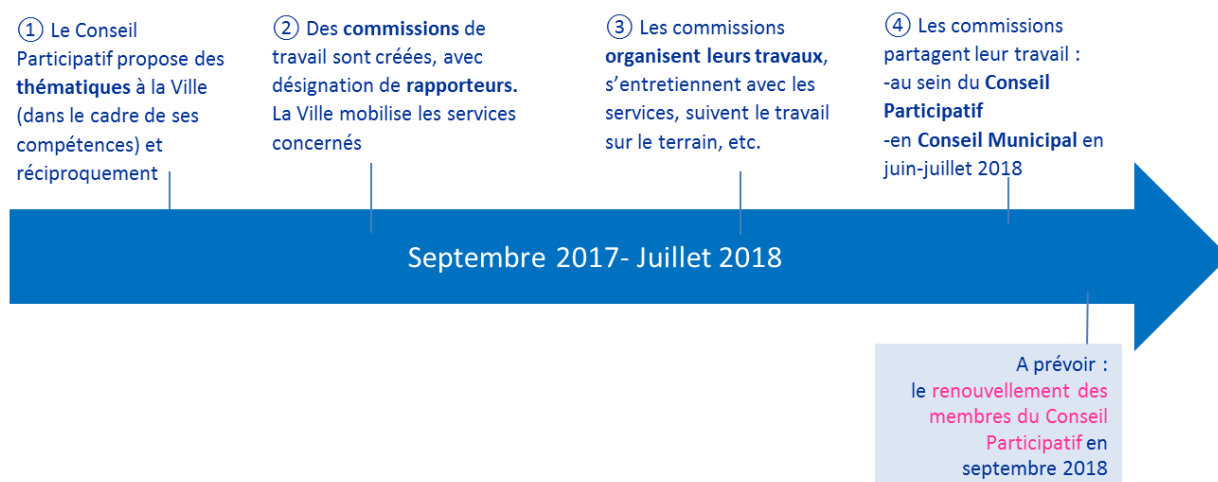 ① Le Conseil
Participatif propose des
thématiques à la Ville
(dans le cadre de ses
compétences) et
réciproquement
② Des commissions de
travail sont créées, avec
désignation de rapporteurs.
La Ville mobilise les services
concernés
③ Les commissions
organisent leurs travaux,
s’entretiennent avec les
services, suivent le travail
sur le terrain, etc.
④ Les commissions
partagent leur travail :
-au sein du Conseil
Participatif
-en Conseil Municipal en
juin-juillet 2018
Septembre 2017- Juillet 2018
A prévoir :
le renouvellement des
membres du Conseil
Participatif en
septembre 2018